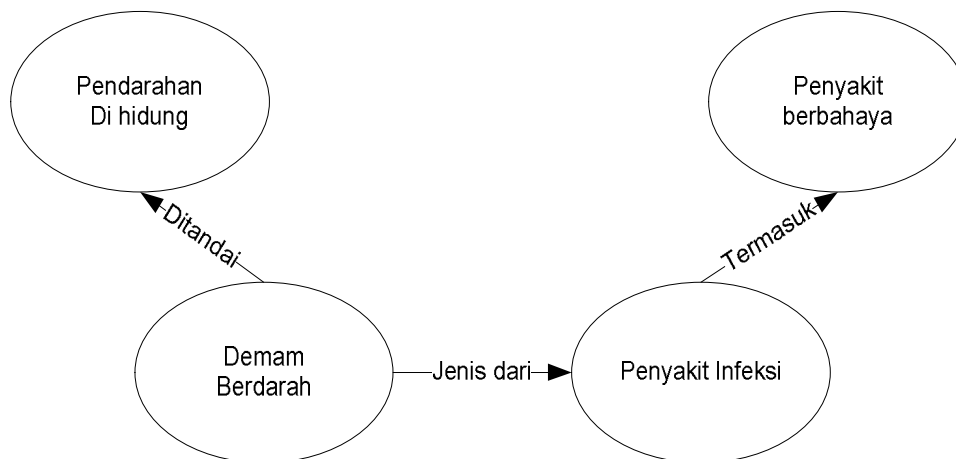 Pendarahan
Di hidung
Penyakit
berbahaya
Ditandai
Termasuk
Demam
Berdarah
Jenis dari
Penyakit Infeksi